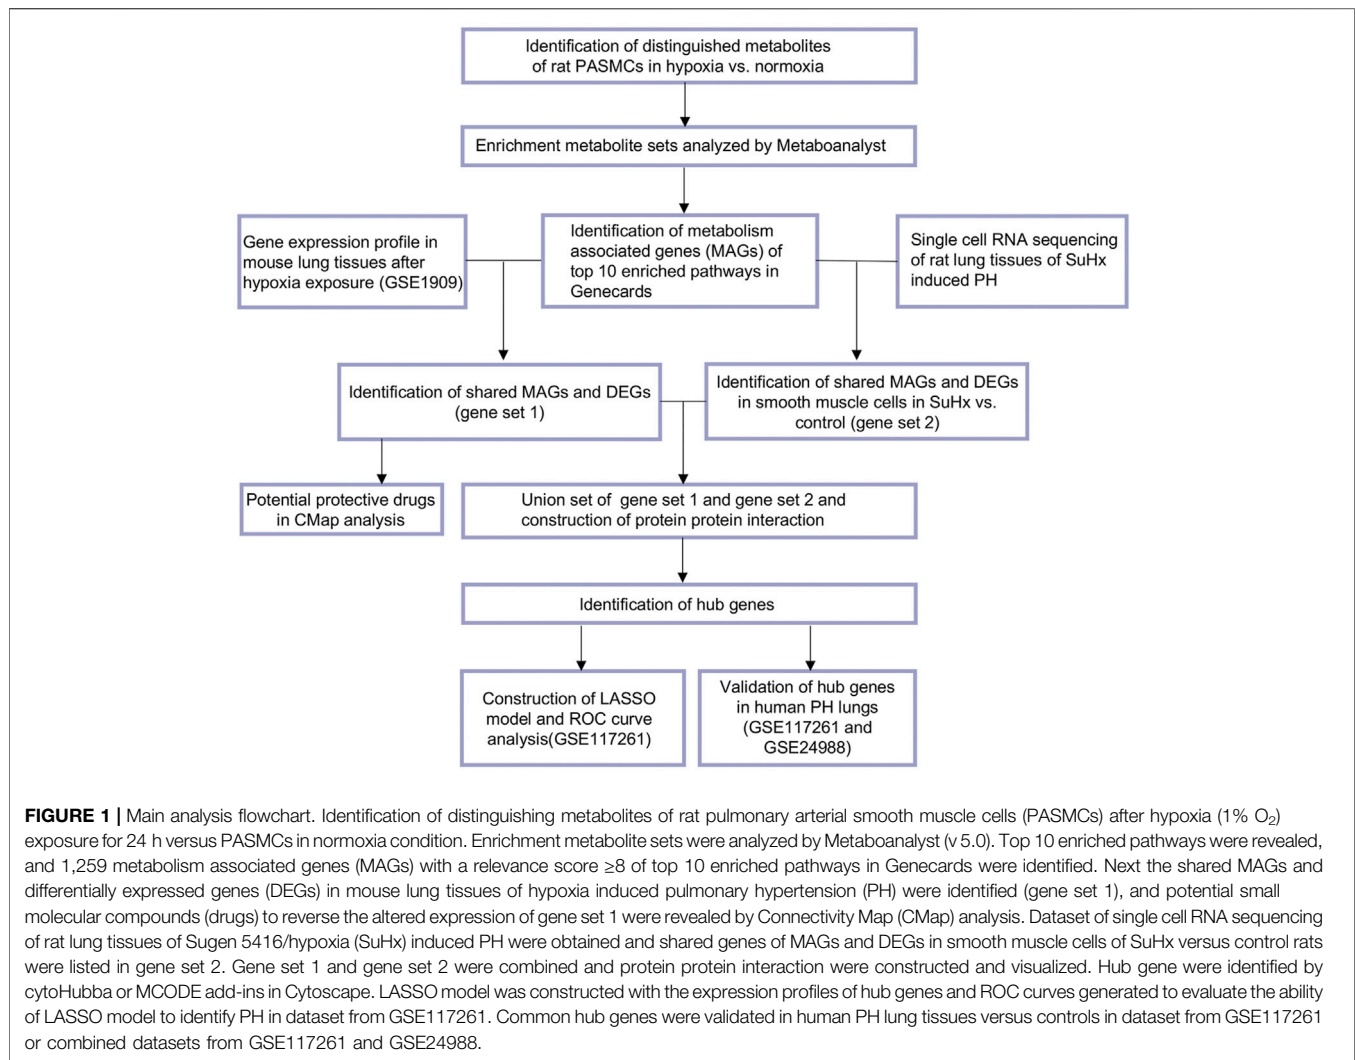 Identification of distinguished metabolites
of rat PASMCs in hypoxia vs. normoxia
Enrichment metabolite sets analyzed by Metaboanalyst
Gene expression profile in
mouse lung tissues after
hypoxia exposure (GSE1909)
Identification of metabolism
associated genes (MAGs) of
top 10 enriched pathways in
Genecards
Single cell RNA sequencing
of rat lung tissues of SuHx
induced PH
Identification of shared MAGs and DEGs
(gene set 1)
Identification of shared MAGs and DEGs
in smooth muscle cells in SuHx vs.
control (gene set 2)
Potential protective drugs
in CMap analysis
Union set of gene set 1 and gene set 2 and
construction of protein protein interaction
Identification of hub genes
Construction of LASSO
model and ROC curve
analysis(GSE117261)
Validation of hub genes
in human PH lungs
(GSE117261 and
GSE24988)
FIGURE 1 | Main analysis flowchart. Identification of distinguishing metabolites of rat pulmonary arterial smooth muscle cells (PASMCs) after hypoxia (1% O₂)
exposure for 24 h versus PASMCs in normoxia condition. Enrichment metabolite sets were analyzed by Metaboanalyst (v 5.0). Top 10 enriched pathways were revealed,
and 1,259 metabolism associated genes (MAGs) with a relevance score ≥8 of top 10 enriched pathways in Genecards were identified. Next the shared MAGs and
differentially expressed genes (DEGs) in mouse lung tissues of hypoxia induced pulmonary hypertension (PH) were identified (gene set 1), and potential small
molecular compounds (drugs) to reverse the altered expression of gene set 1 were revealed by Connectivity Map (CMap) analysis. Dataset of single cell RNA sequencing
of rat lung tissues of Sugen 5416/hypoxia (SuHx) induced PH were obtained and shared genes of MAGs and DEGs in smooth muscle cells of SuHx versus control rats
were listed in gene set 2. Gene set 1 and gene set 2 were combined and protein protein interaction were constructed and visualized. Hub gene were identified by
cytoHubba or MCODE add-ins in Cytoscape. LASSO model was constructed with the expression profiles of hub genes and ROC curves generated to evaluate the ability
of LASSO model to identify PH in dataset from GSE117261. Common hub genes were validated in human PH lung tissues versus controls in dataset from GSE117261
or combined datasets from GSE117261 and GSE24988.